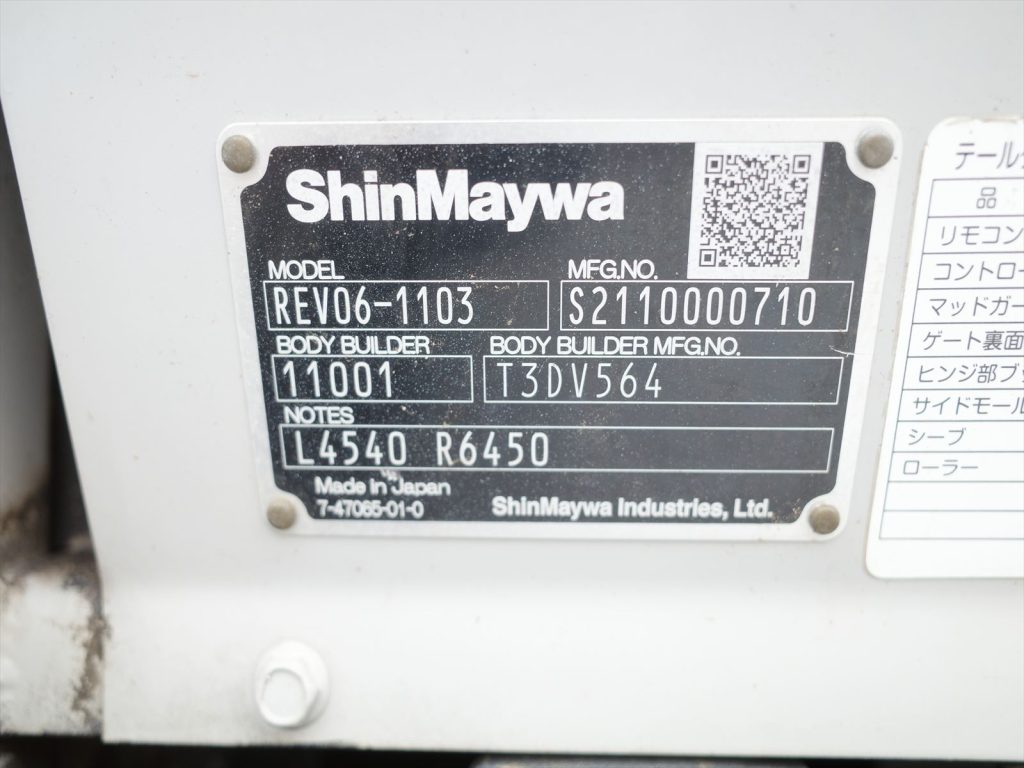 ShinMaywa
MODEL
REV06-1103
MFG.NO.
S2110000710
BODY BUILDER
11001
BODY BUILDER MFG.NO.
T3DV564
NOTES
L4540 R6450
Made in Japan
7-47065-01-0
ShinMaywa Industries, Ltd.
テール
品
リモコン
コントロー
マッドガー
ゲート裏面
ヒンジ部ブ
サイドモール
シーブ
ローラー